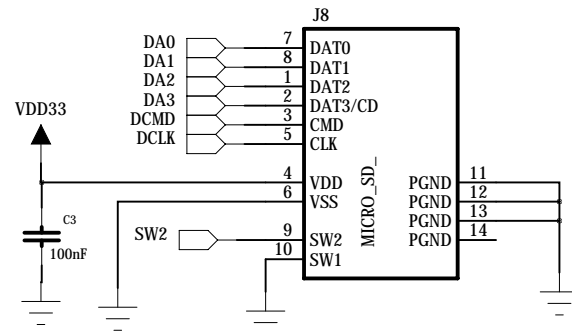 J8
DA0 7 DAT0
DA1 8 DAT1
DA2 1 DAT2
DA3 2 DAT3/CD
DCMD 3 CMD
DCLK 5 CLK
VDD33
4 VDD PGND 11
6 VSS PGND 12
PGND 13
SW2 9 SW2 PGND 14
10 SW1
MICRO_SD_
C3
100nF